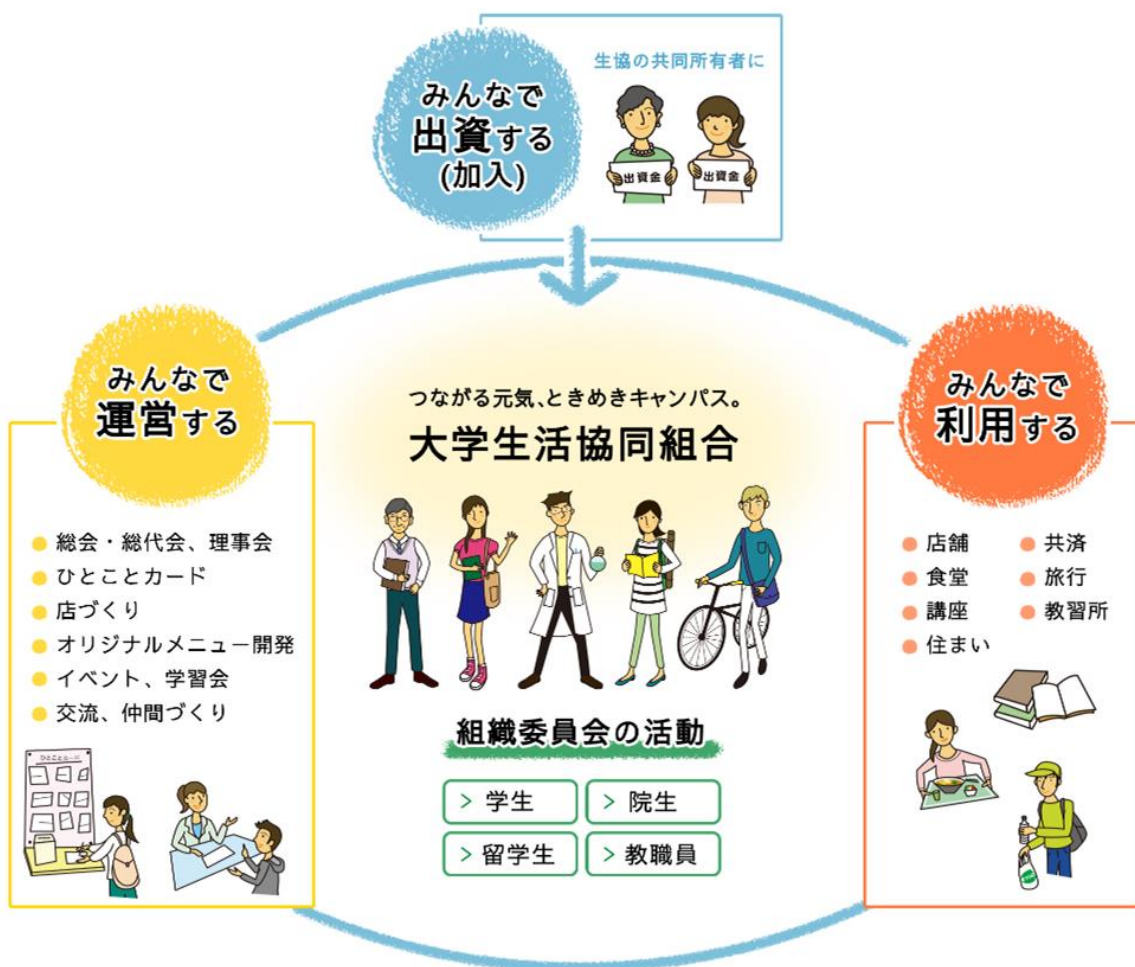 みんなで
出資する
(加入)
生協の共同所有者に
出資金
出資金
みんなで
運営する
総会・総代会、理事会
ひとことカード
店づくり
オリジナルメニュー開発
イベント、学習会
交流、仲間づくり
ひとことカード
つながる元気、ときめきキャンパス。
大学生活協同組合
組織委員会の活動
> 学生
> 院生
> 留学生
> 教職員
みんなで
利用する
店舗
共済
食堂
旅行
講座
教習所
住まい